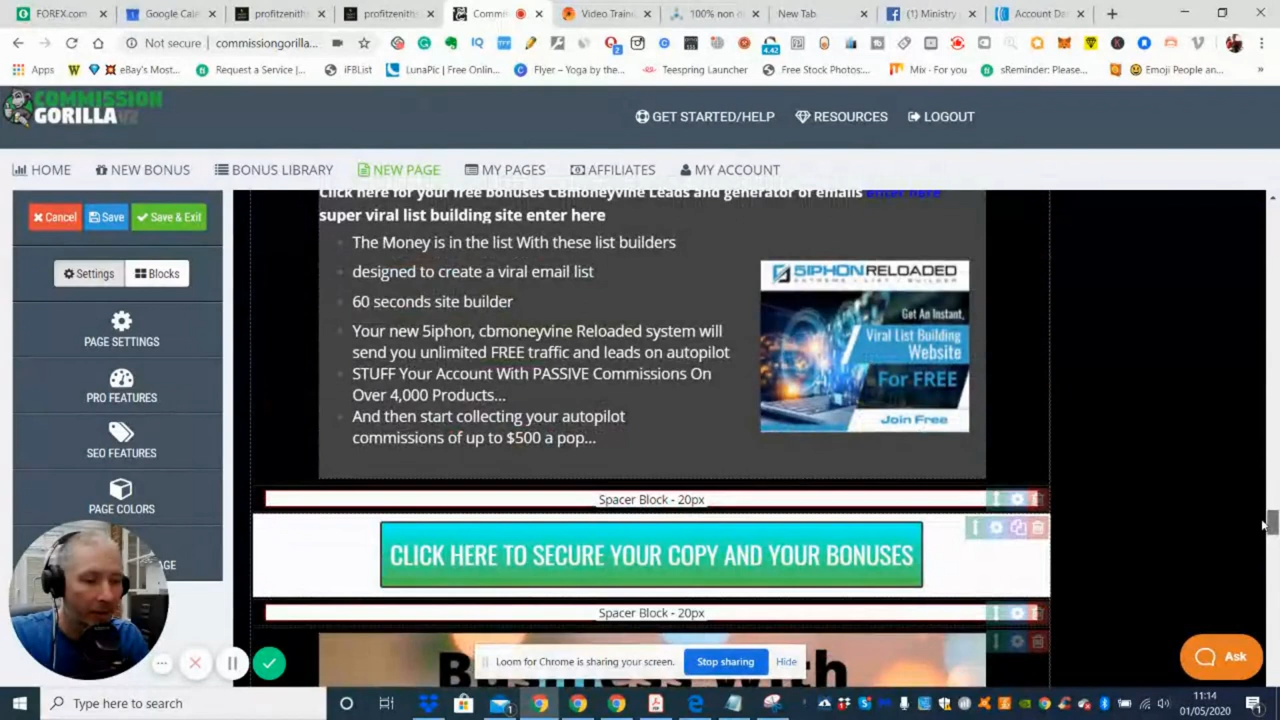 FOREX.com
Google Cale
profitzenith
profitzenith
Commi
Video Traini
100% non d
New Tab
(1) Ministry
Account Da
Not secure
commissiongorilla...
Apps
eBay's Most...
Request a Service |...
iFBList
LunaPic | Free Onlin...
Flyer – Yoga by the...
Teespring Launcher
Free Stock Photos:...
Mix - For you
sReminder: Please...
Emoji People an...
COMMISSION
GORILLA V2
GET STARTED/HELP
RESOURCES
LOGOUT
HOME
NEW BONUS
BONUS LIBRARY
NEW PAGE
MY PAGES
AFFILIATES
MY ACCOUNT
Cancel
Save
Save & Exit
Settings
Blocks
PAGE SETTINGS
PRO FEATURES
SEO FEATURES
PAGE COLORS
AGE
Click here for your free bonuses CBmoneyvine Leads and generator of emails enter here
super viral list building site enter here
The Money is in the list With these list builders
designed to create a viral email list
60 seconds site builder
Your new 5iphon, cbmoneyvine Reloaded system will
send you unlimited FREE traffic and leads on autopilot
STUFF Your Account With PASSIVE Commissions On
Over 4,000 Products...
And then start collecting your autopilot
commissions of up to $500 a pop...
5IPHON RELOADED
EXTREME · LIST · BUILDER
Get An Instant,
Viral List Building
Website
For FREE
Join Free
Spacer Block - 20px
CLICK HERE TO SECURE YOUR COPY AND YOUR BONUSES
Spacer Block - 20px
Business With
Loom for Chrome is sharing your screen.
Stop sharing
Hide
Ask
Type here to search
11:14
01/05/2020